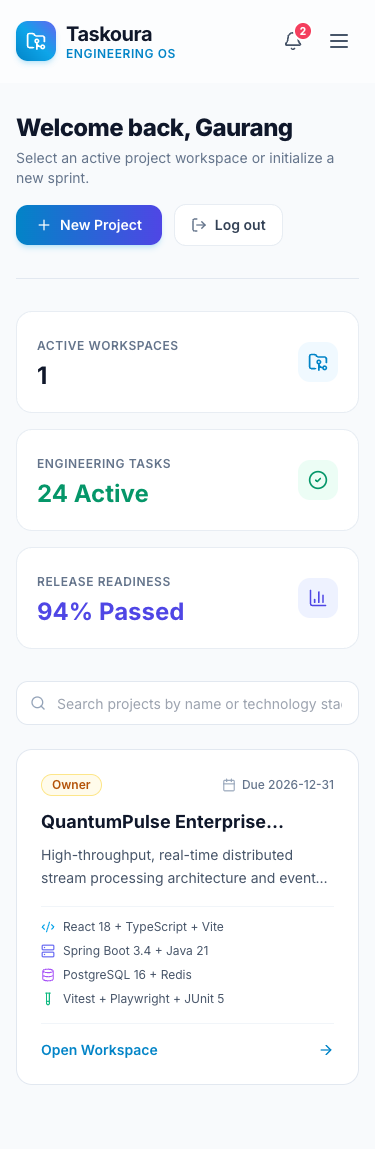 Taskoura
ENGINEERING OS
2
Welcome back, Gaurang
Select an active project workspace or initialize a
new sprint.
New Project
Log out
ACTIVE WORKSPACES
1
ENGINEERING TASKS
24 Active
RELEASE READINESS
94% Passed
Search projects by name or technology sta
Owner
Due 2026-12-31
QuantumPulse Enterprise...
High-throughput, real-time distributed
stream processing architecture and event...
React 18 + TypeScript + Vite
Spring Boot 3.4 + Java 21
PostgreSQL 16 + Redis
Vitest + Playwright + JUnit 5
Open Workspace